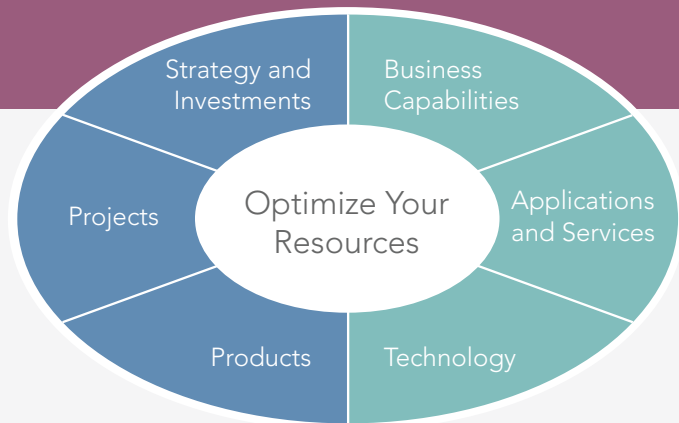 Strategy and
Investments
Business
Capabilities
Projects
Optimize Your
Resources
Applications
and Services
Products
Technology